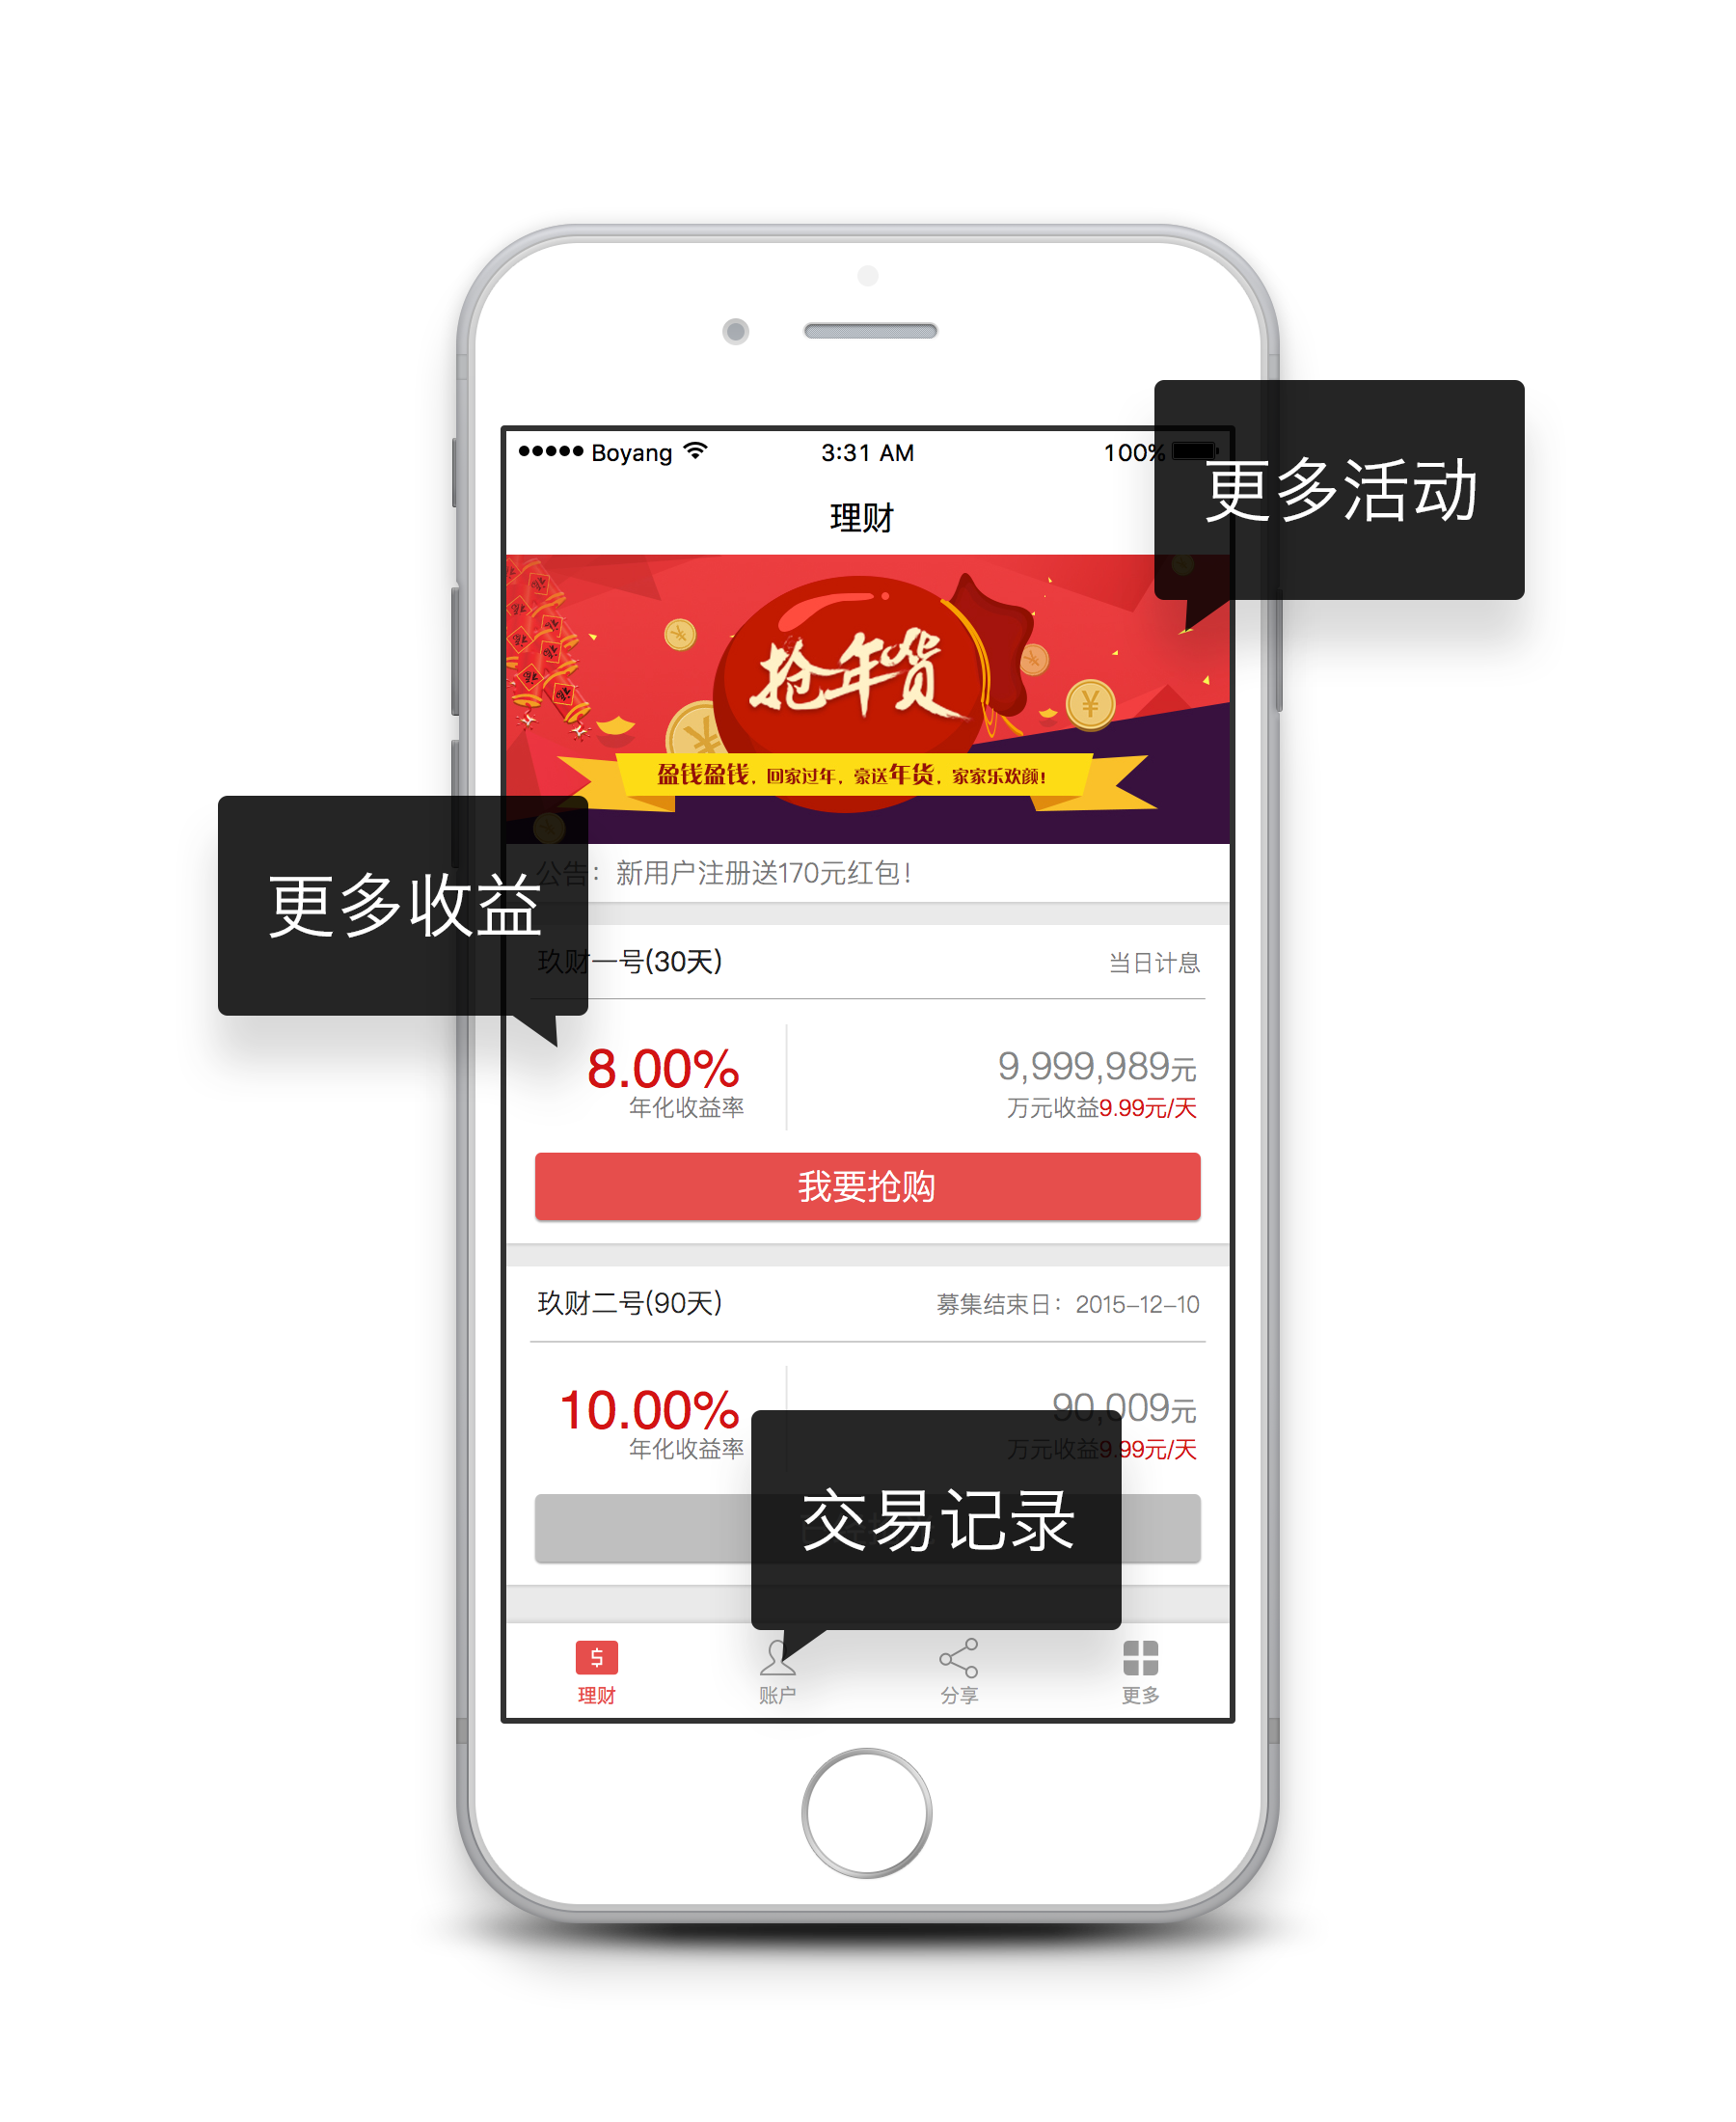 Boyang 3:31 AM 100%
更多活动
理财
抢年货
盈钱盈钱，回家过年，豪送年货，家家乐欢颜！
更多收益
公告：新用户注册送170元红包！
玖财一号(30天) 当日计息
8.00% 9,999,989元
年化收益率 万元收益9.99元/天
我要抢购
玖财二号(90天) 募集结束日：2015-12-10
10.00% 90,009元
年化收益率 万元收益9.99元/天
交易记录
理财 账户 分享 更多